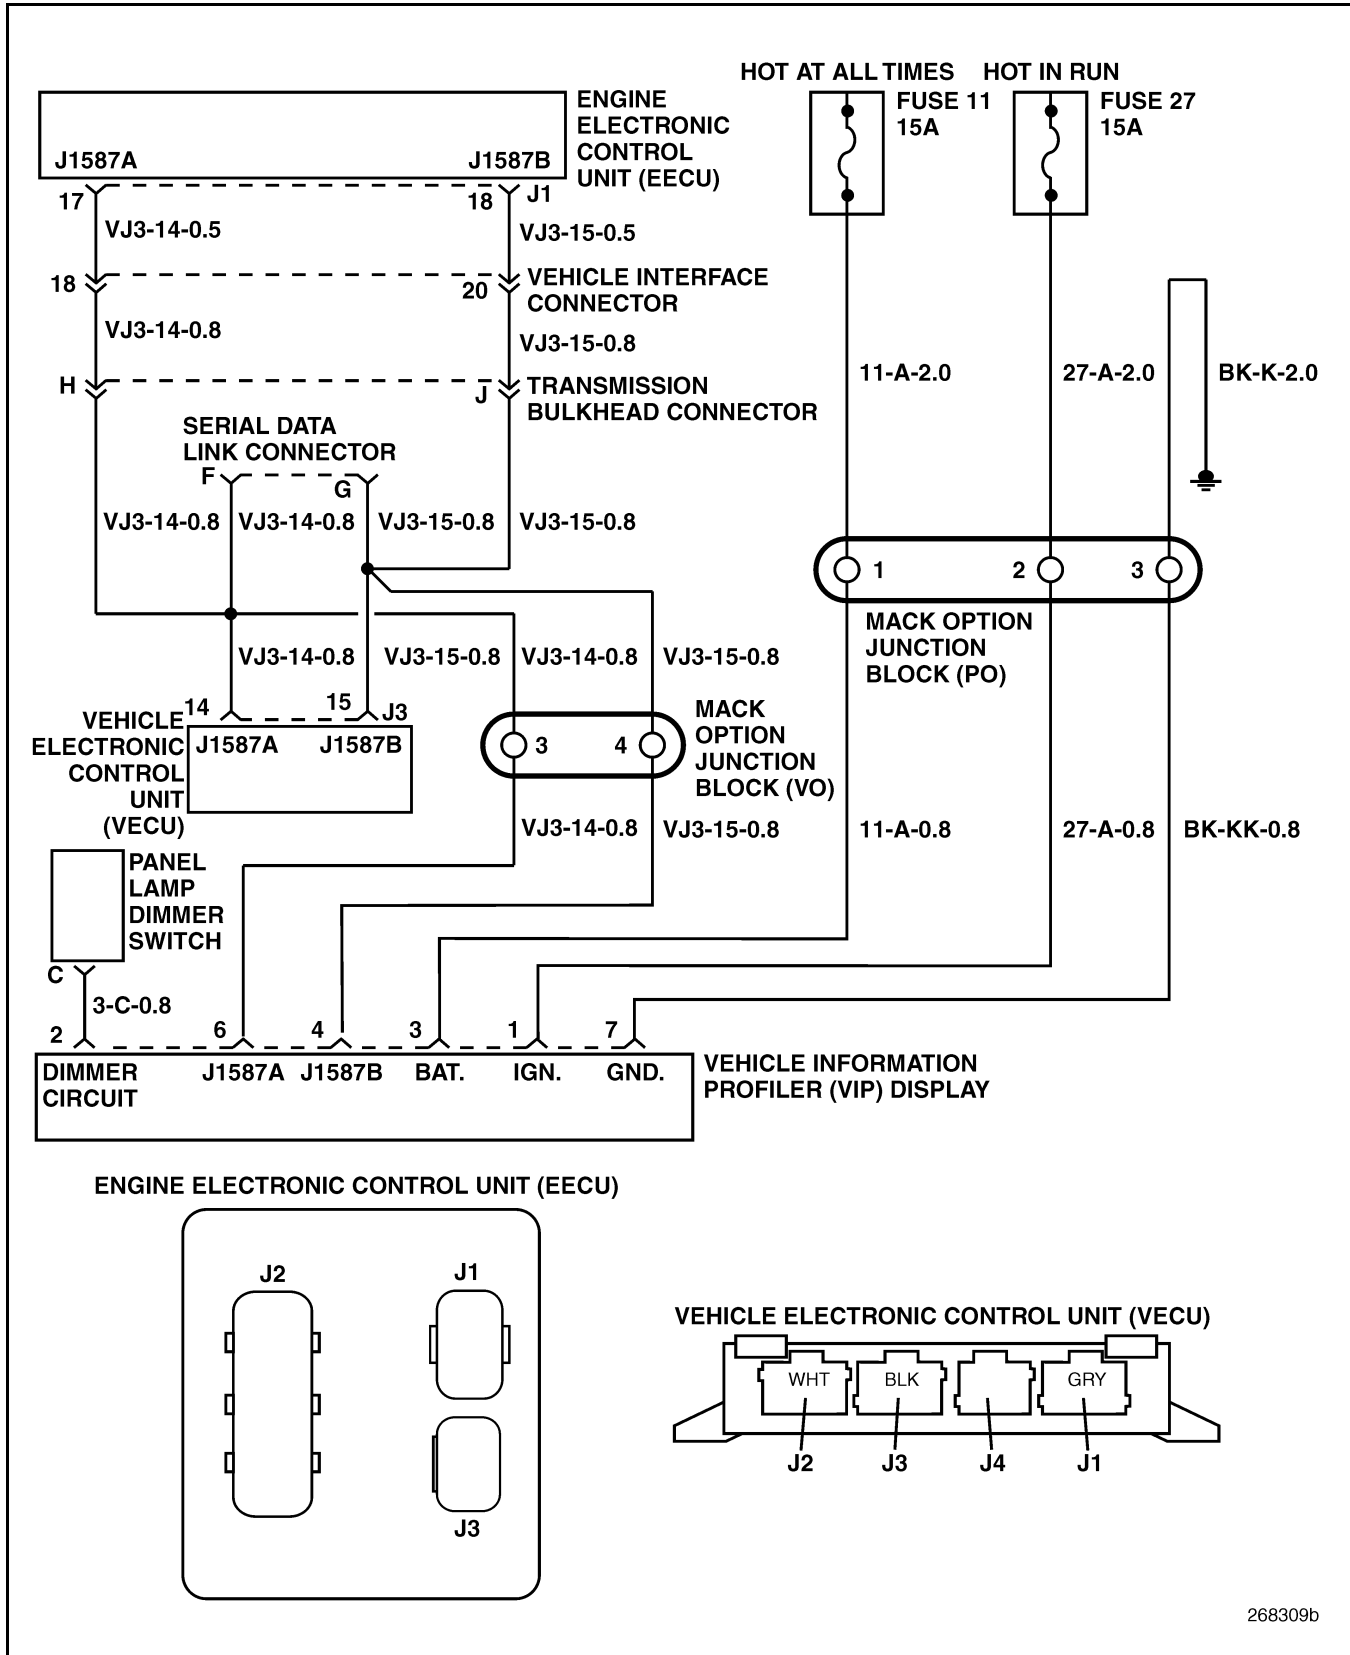 HOT AT ALL TIMES
HOT IN RUN
FUSE 11
15A
FUSE 27
15A
ENGINE
ELECTRONIC
CONTROL
UNIT (EECU)
J1587A
J1587B
17
18
J1
VJ3-14-0.5
VJ3-15-0.5
18
20
VEHICLE INTERFACE
CONNECTOR
VJ3-14-0.8
VJ3-15-0.8
H
J
TRANSMISSION
BULKHEAD CONNECTOR
11-A-2.0
27-A-2.0
BK-K-2.0
SERIAL DATA
LINK CONNECTOR
F
G
VJ3-14-0.8
VJ3-14-0.8
VJ3-15-0.8
VJ3-15-0.8
1
2
3
MACK OPTION
JUNCTION
BLOCK (PO)
VJ3-14-0.8
VJ3-15-0.8
VJ3-14-0.8
VJ3-15-0.8
14
15
J3
VEHICLE
ELECTRONIC
CONTROL
UNIT
(VECU)
J1587A
J1587B
3
4
MACK
OPTION
JUNCTION
BLOCK (VO)
VJ3-14-0.8
VJ3-15-0.8
11-A-0.8
27-A-0.8
BK-KK-0.8
PANEL
LAMP
DIMMER
SWITCH
C
3-C-0.8
2
6
4
3
1
7
DIMMER
CIRCUIT
J1587A
J1587B
BAT.
IGN.
GND.
VEHICLE INFORMATION
PROFILER (VIP) DISPLAY
ENGINE ELECTRONIC CONTROL UNIT (EECU)
J2
J1
J3
VEHICLE ELECTRONIC CONTROL UNIT (VECU)
WHT
BLK
GRY
J2
J3
J4
J1
268309b